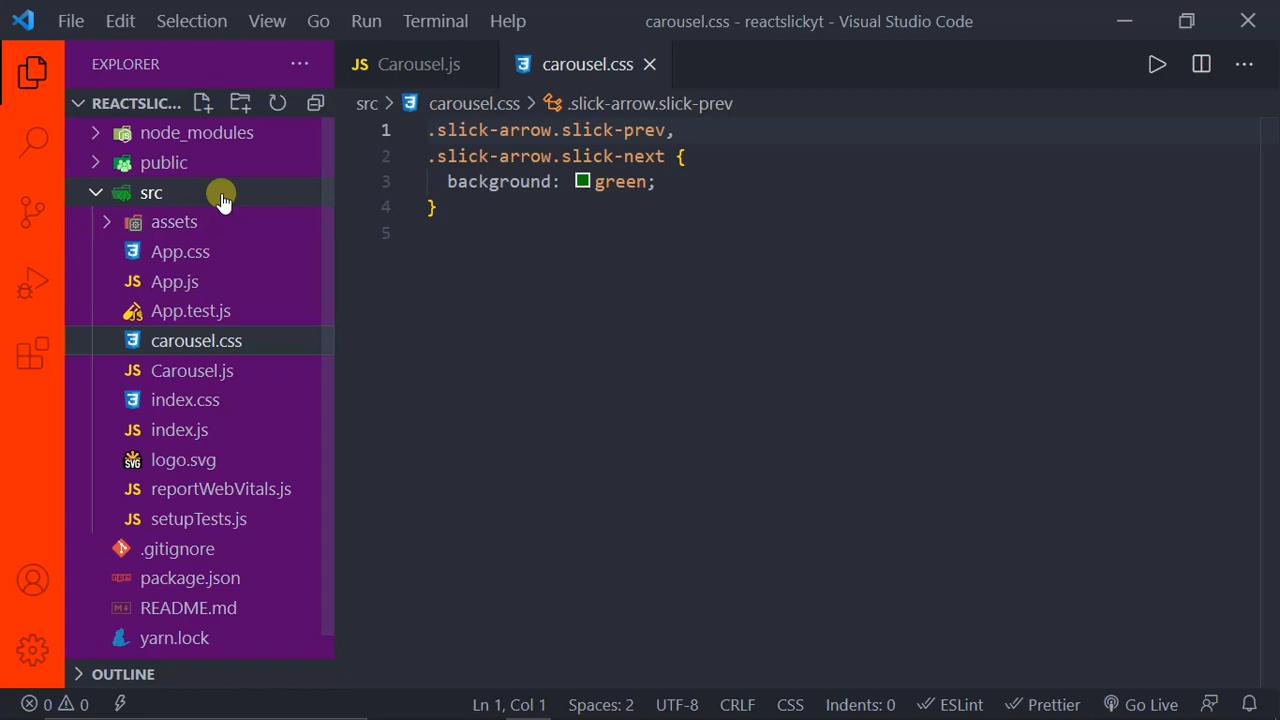 File Edit Selection View Go Run Terminal Help carousel.css - reactslickyt - Visual Studio Code
EXPLORER
REACTSLIC...
node_modules
public
src
assets
App.css
App.js
App.test.js
carousel.css
Carousel.js
index.css
index.js
logo.svg
reportWebVitals.js
setupTests.js
.gitignore
package.json
README.md
yarn.lock
OUTLINE
JS Carousel.js carousel.css
src > carousel.css > .slick-arrow.slick-prev
1 .slick-arrow.slick-prev,
2 .slick-arrow.slick-next {
3 background: green;
4 }
5
0 0 Ln 1, Col 1 Spaces: 2 UTF-8 CRLF CSS Indents: 0 ESLint Prettier Go Live